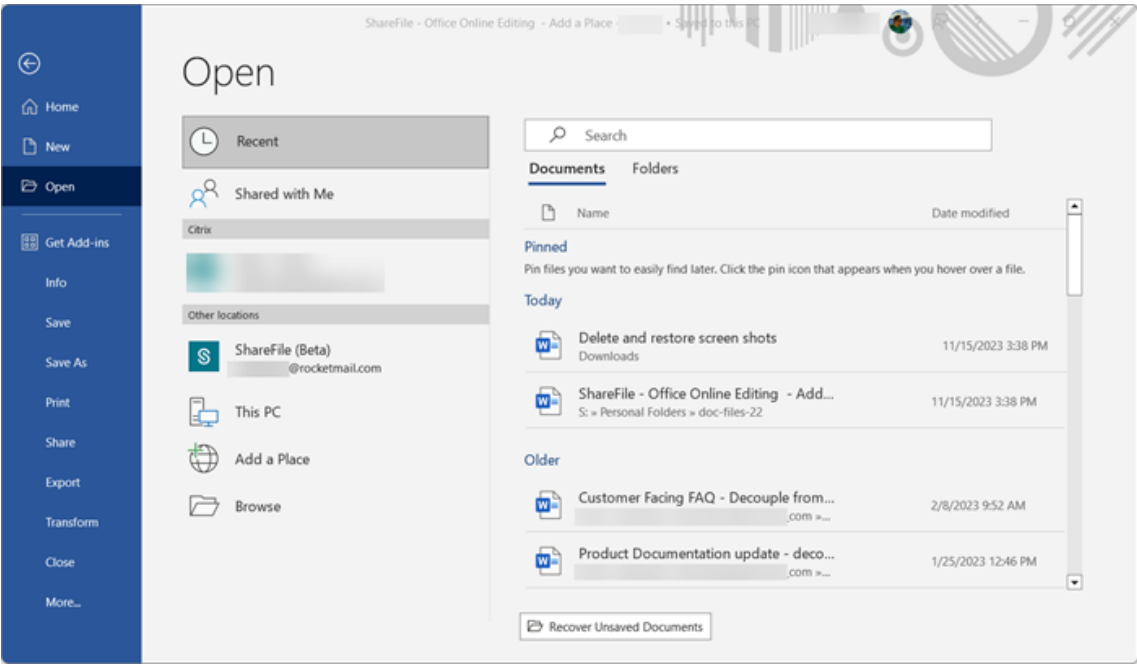 ShareFile - Office Online Editing - Add a Place - • Saved to this PC
Open
Home
New
Open
Get Add-ins
Info
Save
Save As
Print
Share
Export
Transform
Close
More...
Recent
Shared with Me
Citrix
Other locations
ShareFile (Beta)
@rocketmail.com
This PC
Add a Place
Browse
Search
Documents Folders
Name Date modified
Pinned
Pin files you want to easily find later. Click the pin icon that appears when you hover over a file.
Today
Delete and restore screen shots
Downloads
11/15/2023 3:38 PM
ShareFile - Office Online Editing - Add...
S: » Personal Folders » doc-files-22
11/15/2023 3:38 PM
Older
Customer Facing FAQ - Decouple from...
.com »...
2/8/2023 9:52 AM
Product Documentation update - deco...
.com »...
1/25/2023 12:46 PM
Recover Unsaved Documents